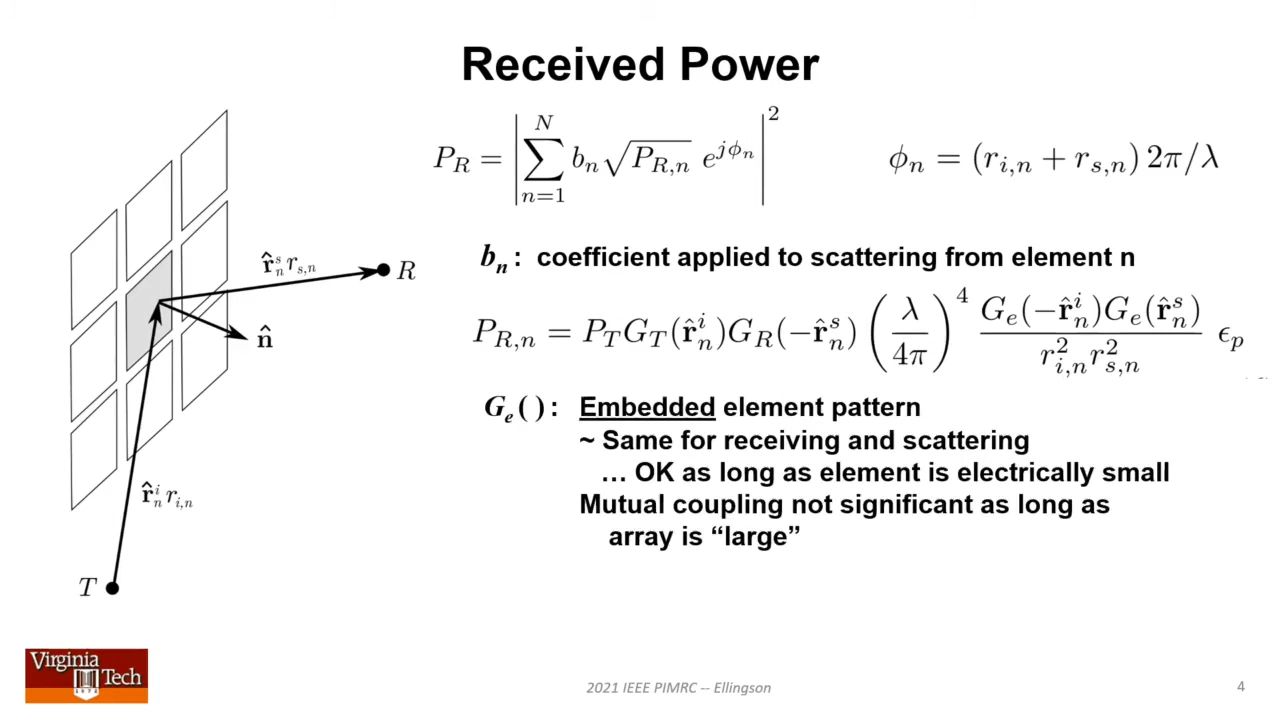 Received Power
P_R = |∑_{n=1}^{N} b_n √P_{R,n} e^{jϕ_n}|^2
ϕ_n = (r_{i,n} + r_{s,n}) 2π/λ
r̂_n^s r_{s,n}
R
n̂
b_n : coefficient applied to scattering from element n
P_{R,n} = P_T G_T(r̂_n^i) G_R(−r̂_n^s) (λ/4π)^4 G_e(−r̂_n^i)G_e(r̂_n^s)/(r_{i,n}^2 r_{s,n}^2) ϵ_p
G_e ( ) : Embedded element pattern
~ Same for receiving and scattering
… OK as long as element is electrically small
Mutual coupling not significant as long as
array is “large”
r̂_n^i r_{i,n}
T
Virginia
Tech
1872
2021 IEEE PIMRC -- Ellingson
4